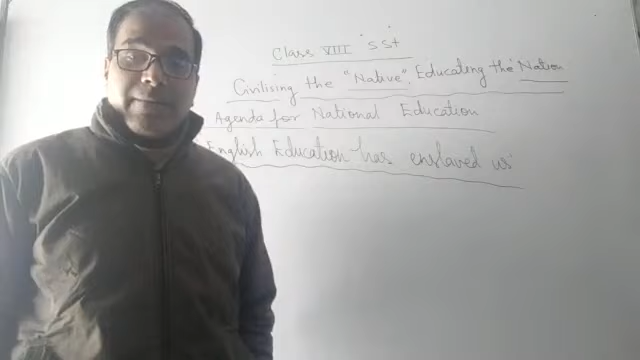 Class VIII "SSt
Civilising the "Native", Educating the Nation
Agenda for National Education
English Education has enslaved us